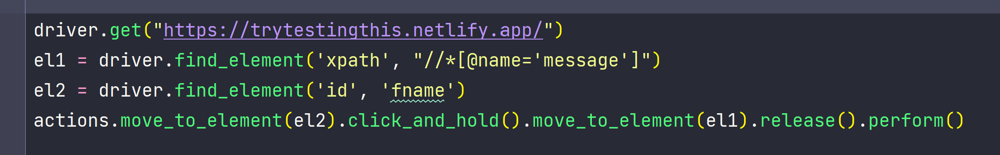 driver.get("https://trytestingthis.netlify.app/")
el1 = driver.find_element('xpath', "//*[@name='message']")
el2 = driver.find_element('id', 'fname')
actions.move_to_element(el2).click_and_hold().move_to_element(el1).release().perform()